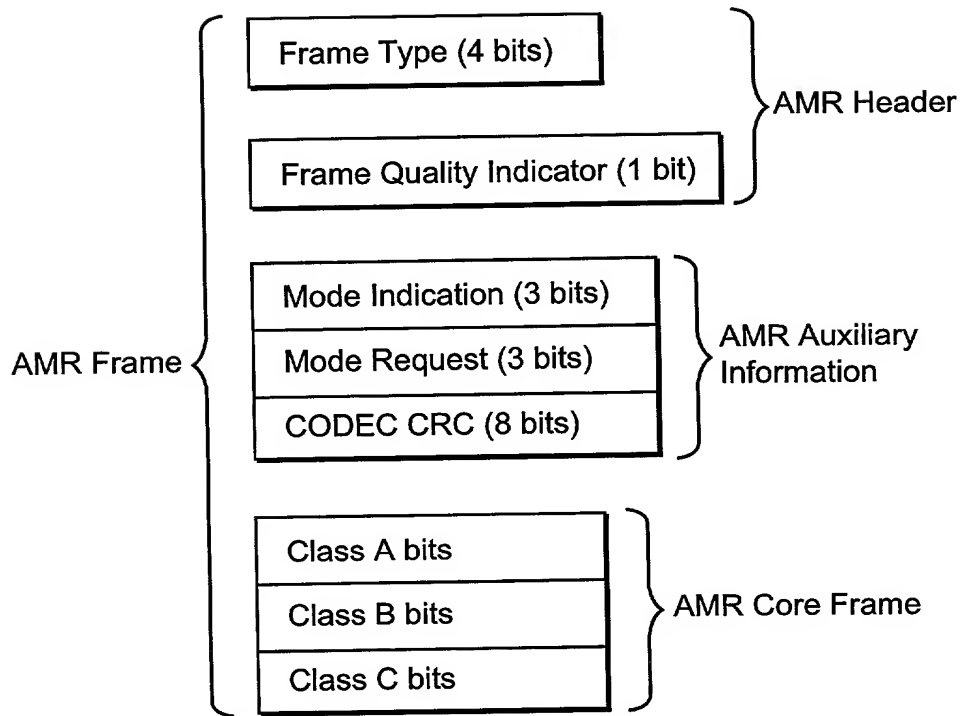 Frame Type (4 bits)
AMR Header
Frame Quality Indicator (1 bit)
Mode Indication (3 bits)
AMR Frame
Mode Request (3 bits)
AMR Auxiliary
Information
CODEC CRC (8 bits)
Class A bits
Class B bits
AMR Core Frame
Class C bits